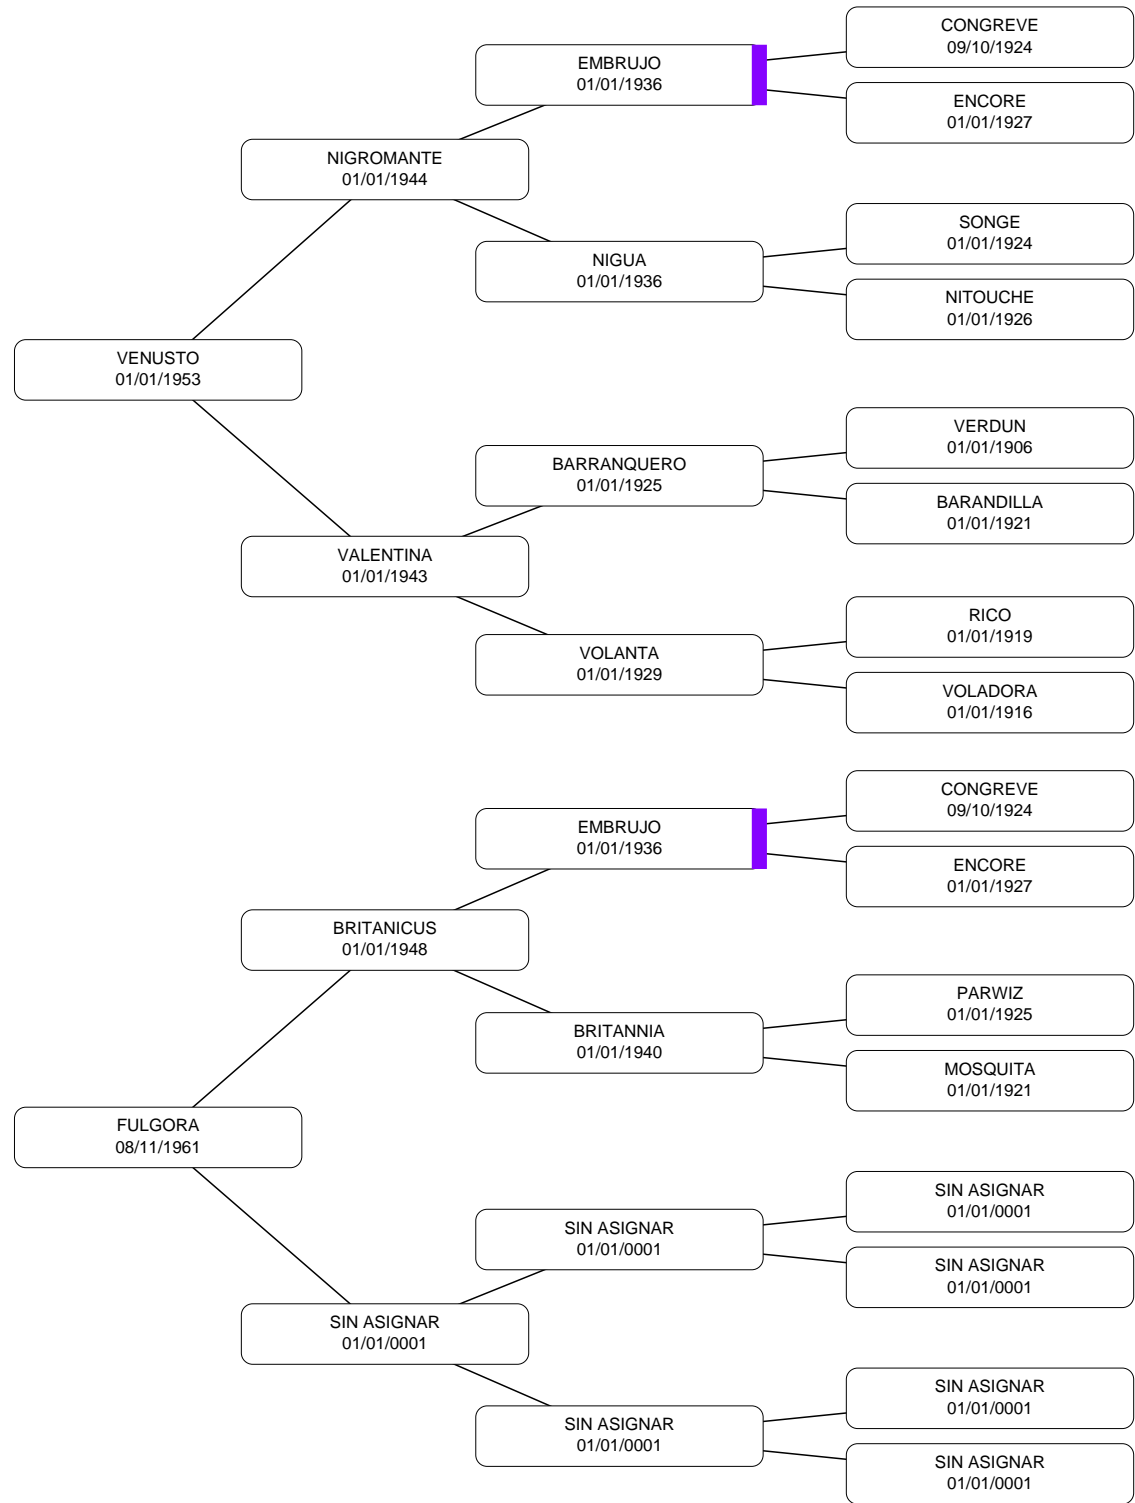 CONGREVE
09/10/1924
EMBRUJO
01/01/1936
ENCORE
01/01/1927
NIGROMANTE
01/01/1944
SONGE
01/01/1924
NIGUA
01/01/1936
NITOUCHE
01/01/1926
VENUSTO
01/01/1953
VERDUN
01/01/1906
BARRANQUERO
01/01/1925
BARANDILLA
01/01/1921
VALENTINA
01/01/1943
RICO
01/01/1919
VOLANTA
01/01/1929
VOLADORA
01/01/1916
CONGREVE
09/10/1924
EMBRUJO
01/01/1936
ENCORE
01/01/1927
BRITANICUS
01/01/1948
PARWIZ
01/01/1925
BRITANNIA
01/01/1940
MOSQUITA
01/01/1921
FULGORA
08/11/1961
SIN ASIGNAR
01/01/0001
SIN ASIGNAR
01/01/0001
SIN ASIGNAR
01/01/0001
SIN ASIGNAR
01/01/0001
SIN ASIGNAR
01/01/0001
SIN ASIGNAR
01/01/0001
SIN ASIGNAR
01/01/0001